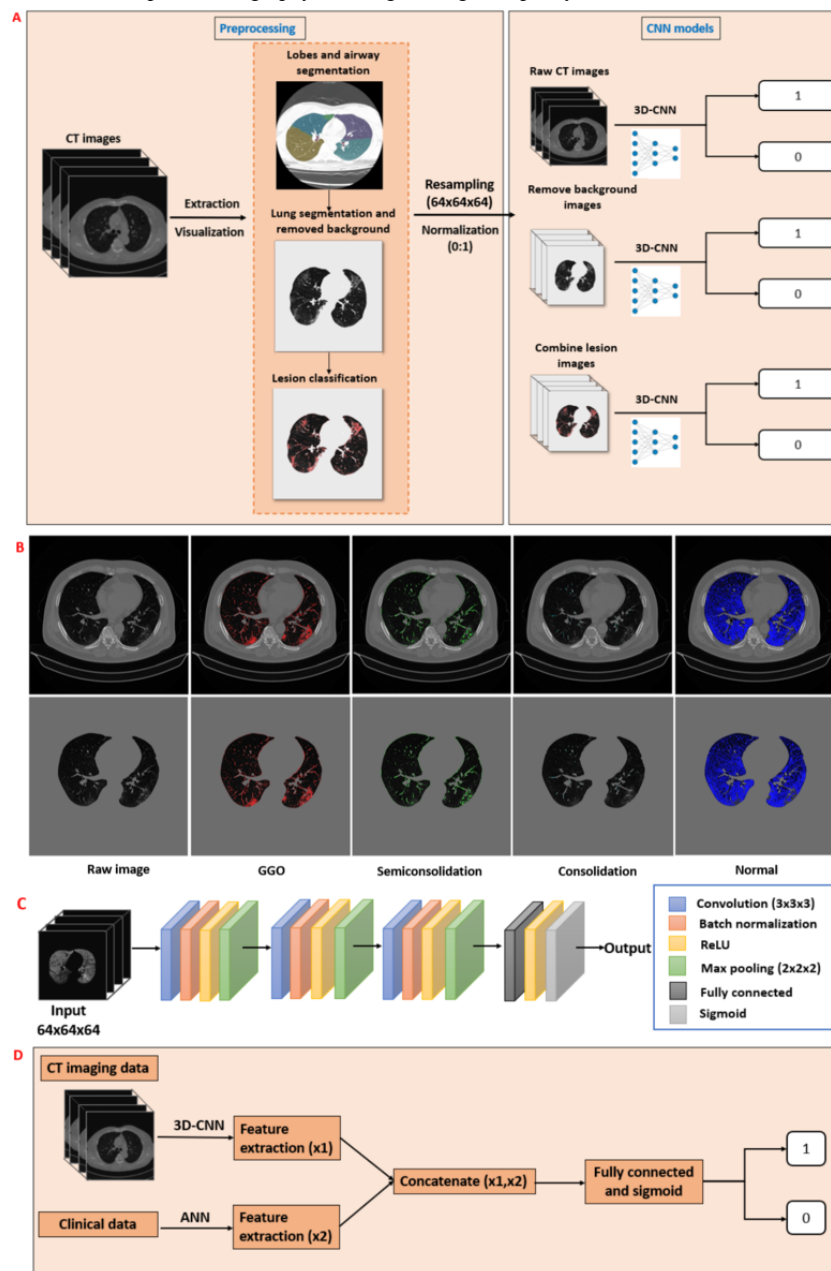 A
Preprocessing
CNN models
Lobes and airway
segmentation
CT images
Extraction
Visualization
Lung segmentation and
removed background
Lesion classification
Resampling
(64x64x64)
Normalization
(0:1)
Raw CT images
3D-CNN
1
0
Remove background
images
3D-CNN
1
0
Combine lesion
images
3D-CNN
1
0
B
Raw image
GGO
Semiconsolidation
Consolidation
Normal
C
Input
64x64x64
Output
Convolution (3x3x3)
Batch normalization
ReLU
Max pooling (2x2x2)
Fully connected
Sigmoid
D
CT imaging data
3D-CNN
Feature
extraction (x1)
Clinical data
ANN
Feature
extraction (x2)
Concatenate (x1,x2)
Fully connected
and sigmoid
1
0